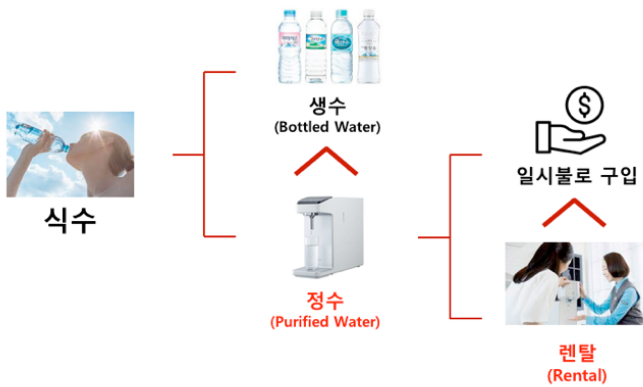 생수
(Bottled Water)
식수
정수
(Purified Water)
$
일시불로 구입
렌탈
(Rental)